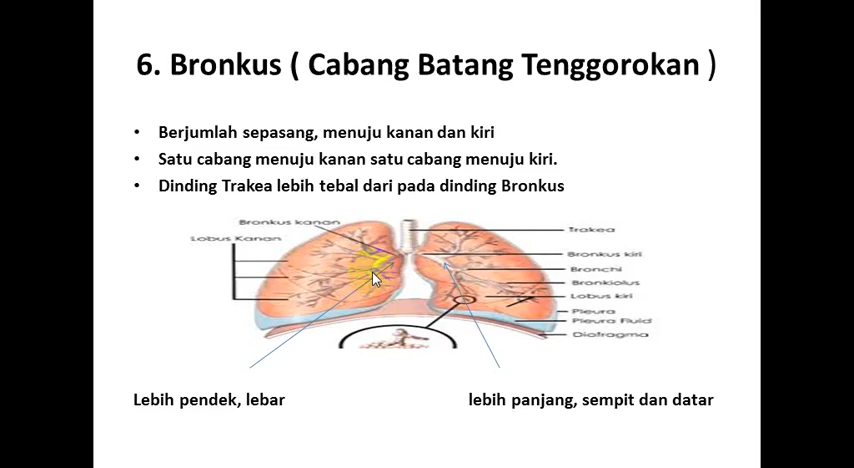 6. Bronkus ( Cabang Batang Tenggorokan )
• Berjumlah sepasang, menuju kanan dan kiri
• Satu cabang menuju kanan satu cabang menuju kiri.
• Dinding Trakea lebih tebal dari pada dinding Bronkus
Bronkus kanan
Lobus Kanan
Trakea
Bronkus kiri
Bronchi
Bronkiolus
Lobus kiri
Pleura
Pleura Fluid
Diafragma
Lebih pendek, lebar
lebih panjang, sempit dan datar